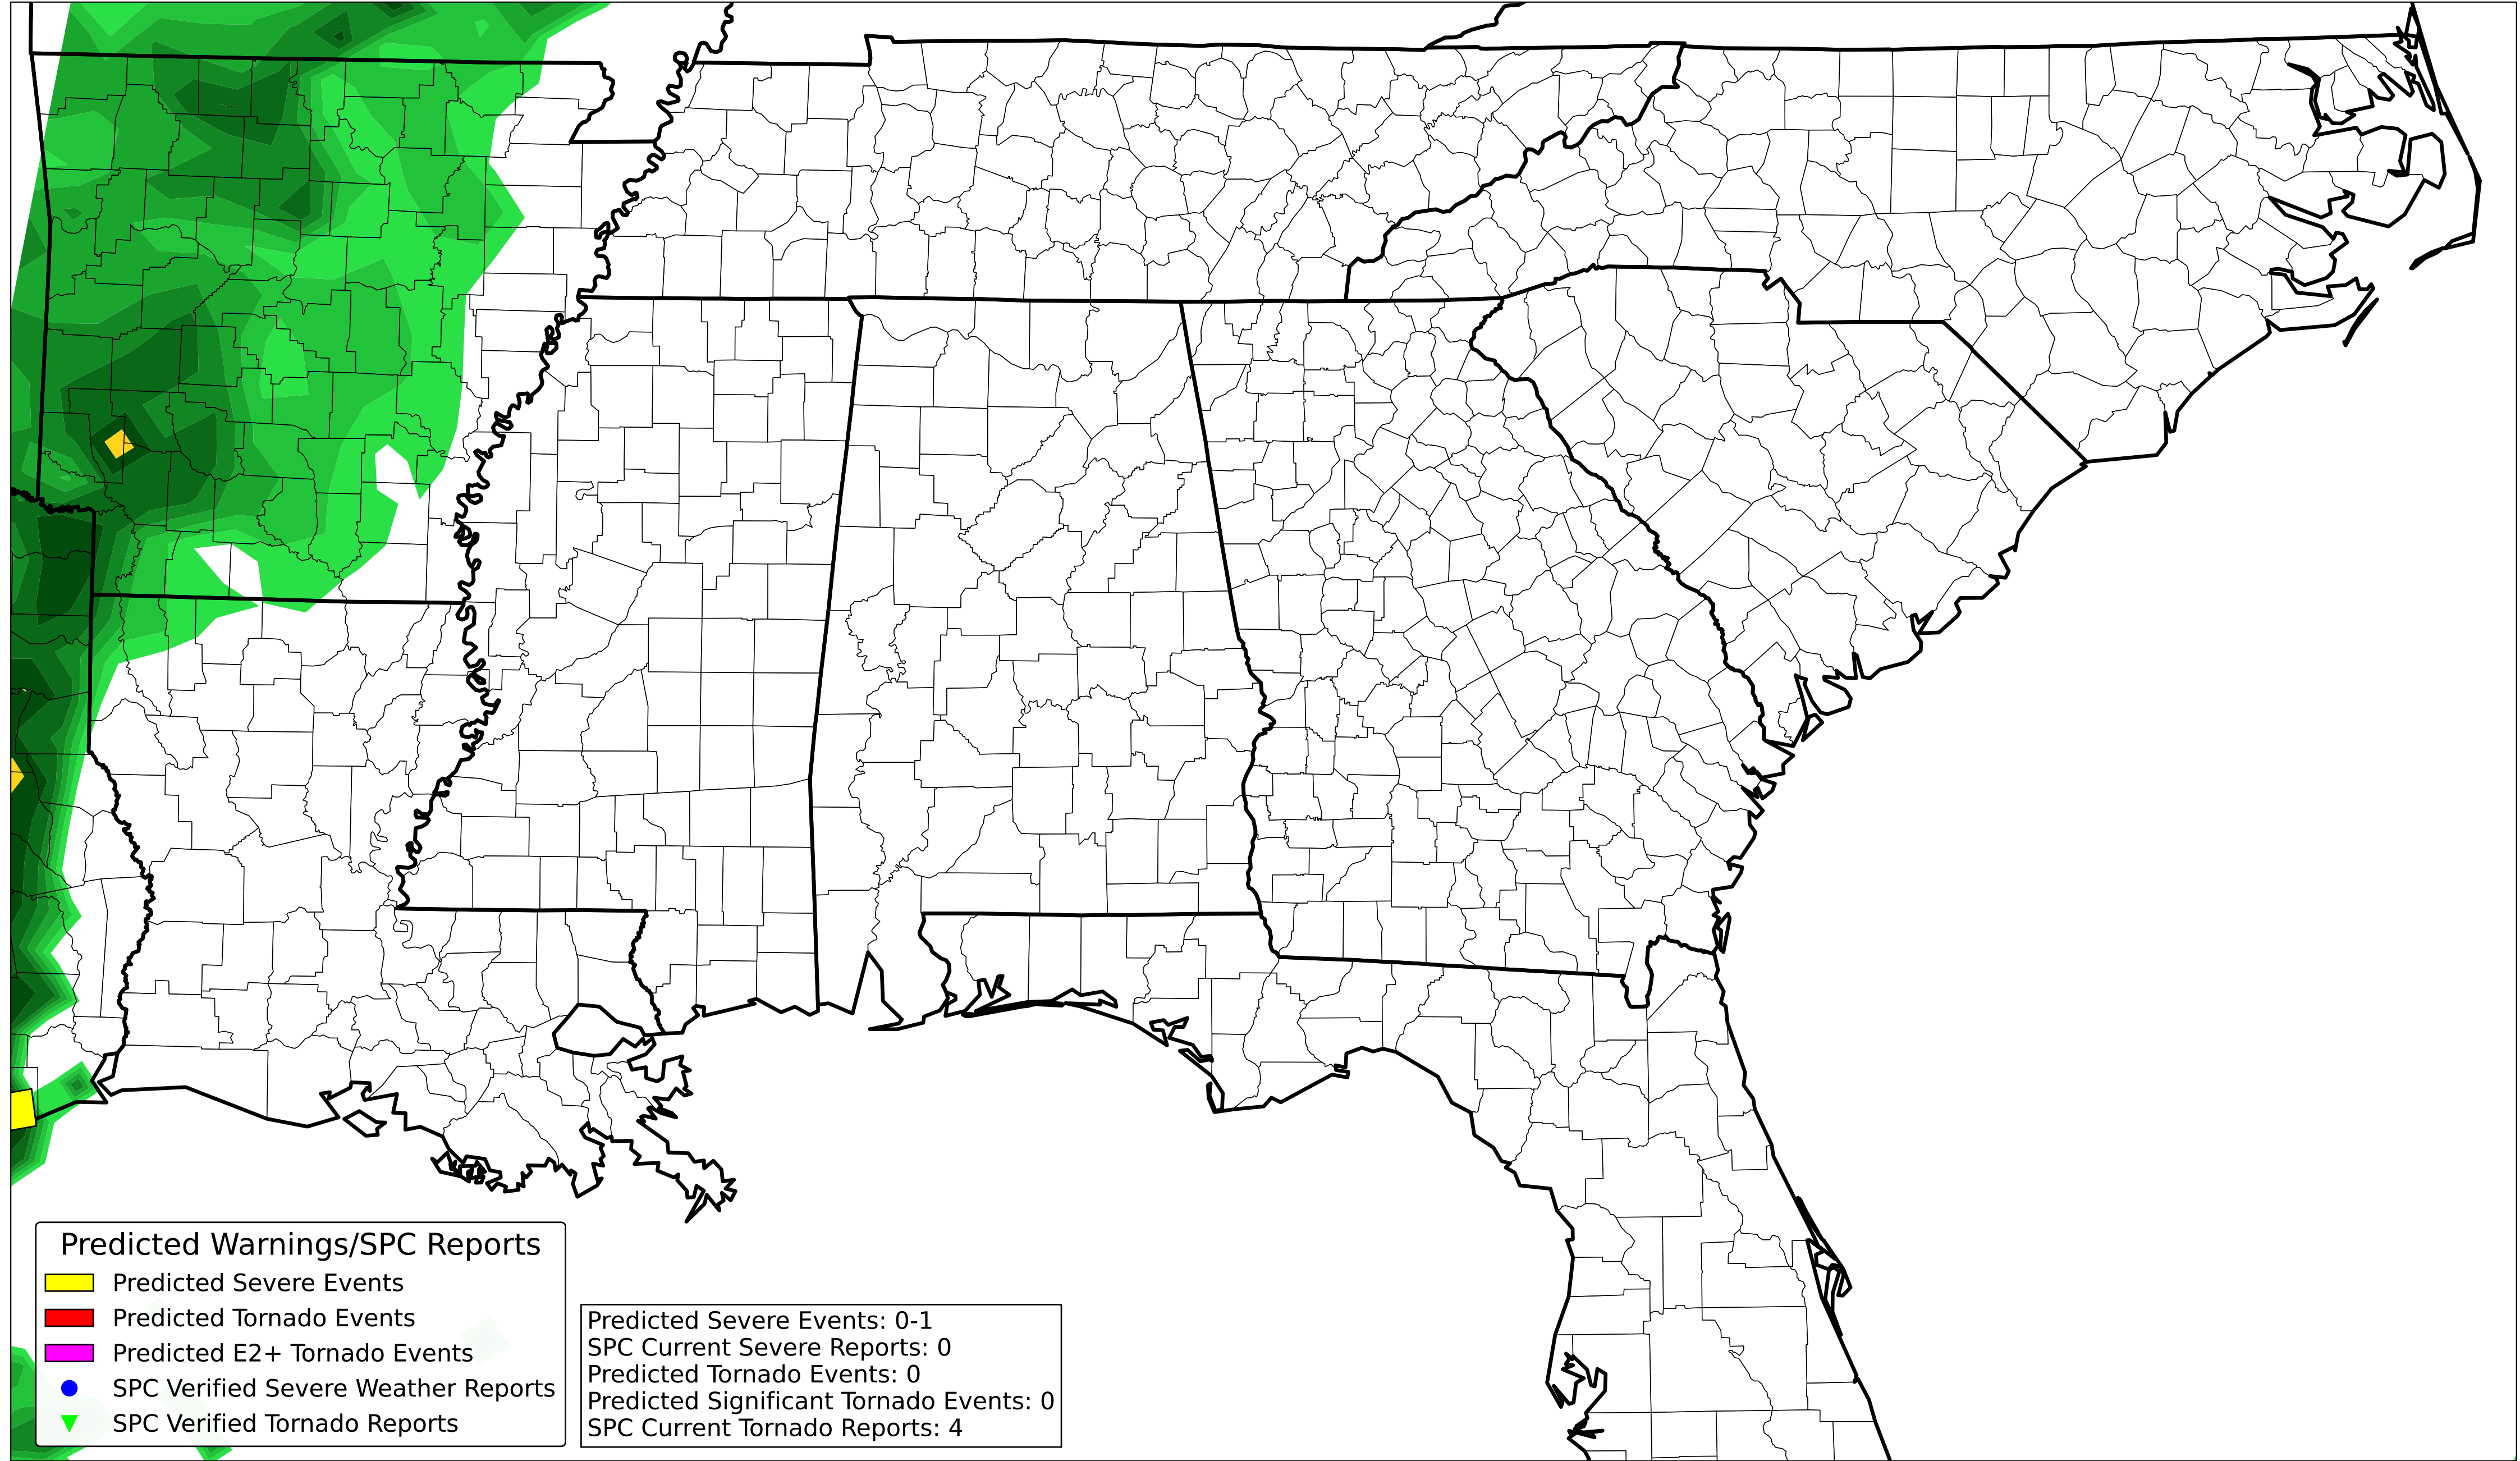 Predicted Warnings/SPC Reports
Predicted Severe Events
Predicted Tornado Events
Predicted E2+ Tornado Events
SPC Verified Severe Weather Reports
SPC Verified Tornado Reports
Predicted Severe Events: 0-1
SPC Current Severe Reports: 0
Predicted Tornado Events: 0
Predicted Significant Tornado Events: 0
SPC Current Tornado Reports: 4